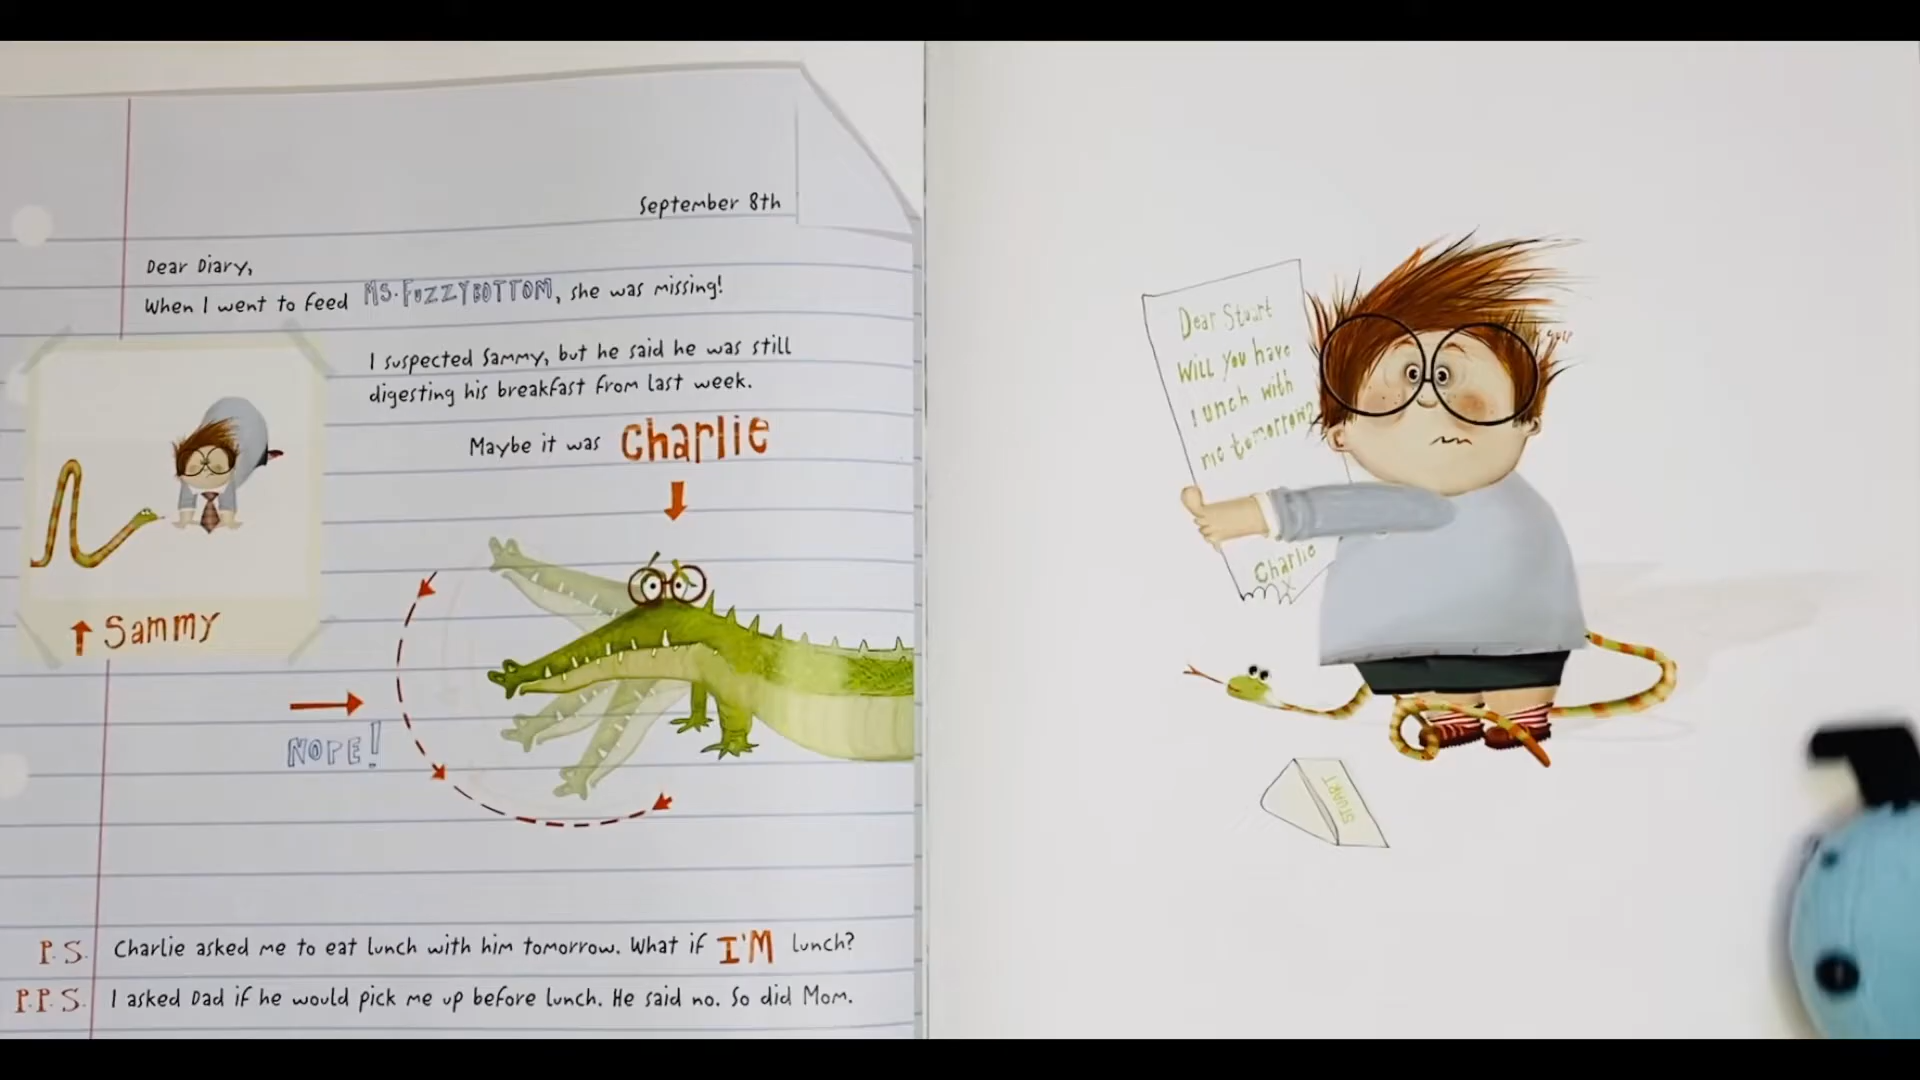 September 8th
Dear Diary,
When I went to feed MS. FUZZYBOTTOM, she was missing!
I suspected Sammy, but he said he was still
digesting his breakfast from last week.
Maybe it was Charlie
Sammy
NOPE!
P.S. Charlie asked me to eat lunch with him tomorrow. What if I'M lunch?
P.P.S. I asked Dad if he would pick me up before lunch. He said no. So did Mom.
Dear Stuart
Will you have
lunch with
me tomorrow?
Charlie
x
gulp
STUART